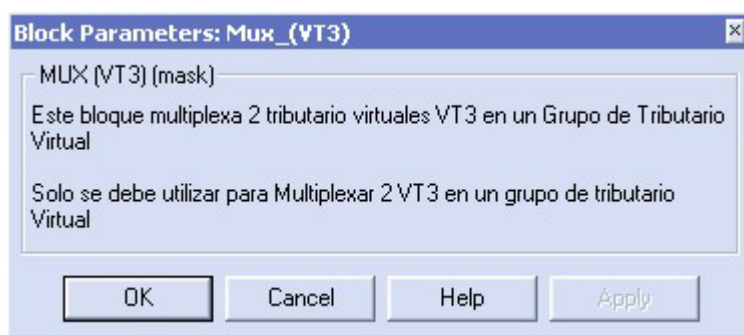 Block Parameters: Mux_(VT3)
MUX (VT3) (mask)
Este bloque multiplexa 2 tributario virtuales VT3 en un Grupo de Tributario
Virtual
Solo se debe utilizar para Multiplexar 2 VT3 en un grupo de tributario
Virtual
OK Cancel Help Apply